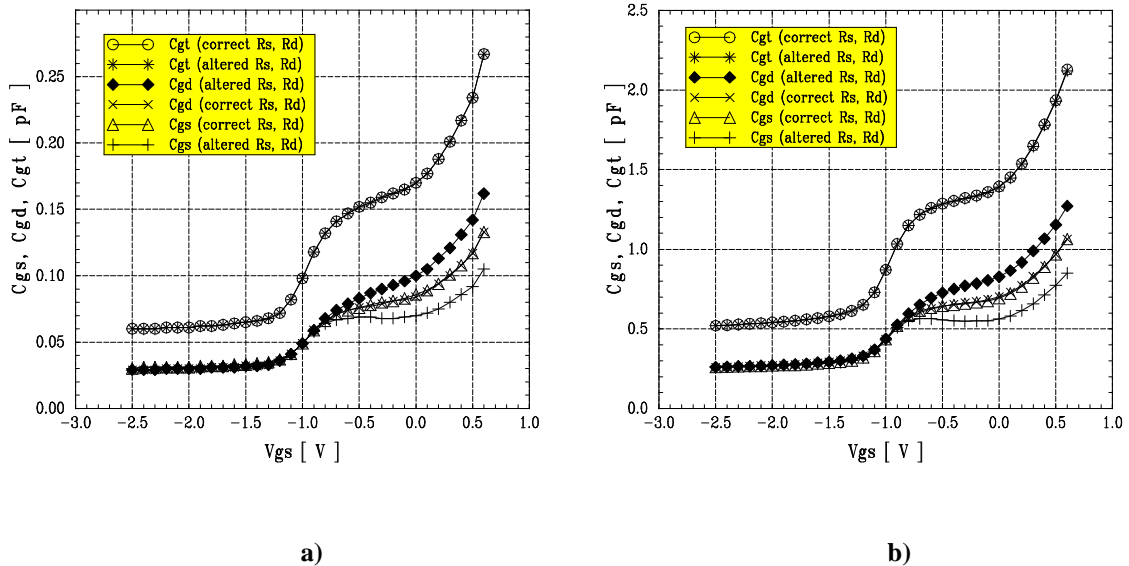 Cgs, Cgd, Cgt [ pF ]
0.25
0.20
0.15
0.10
0.05
0.00
Cgt (correct Rs, Rd)
Cgt (altered Rs, Rd)
Cgd (altered Rs, Rd)
Cgd (correct Rs, Rd)
Cgs (correct Rs, Rd)
Cgs (altered Rs, Rd)
−3.0 −2.5 −2.0 −1.5 −1.0 −0.5 0.0 0.5 1.0
Vgs [ V ]
a)
Cgs, Cgd, Cgt [ pF ]
2.5
2.0
1.5
1.0
0.5
0.0
Cgt (correct Rs, Rd)
Cgt (altered Rs, Rd)
Cgd (altered Rs, Rd)
Cgd (correct Rs, Rd)
Cgs (correct Rs, Rd)
Cgs (altered Rs, Rd)
−3.0 −2.5 −2.0 −1.5 −1.0 −0.5 0.0 0.5 1.0
Vgs [ V ]
b)